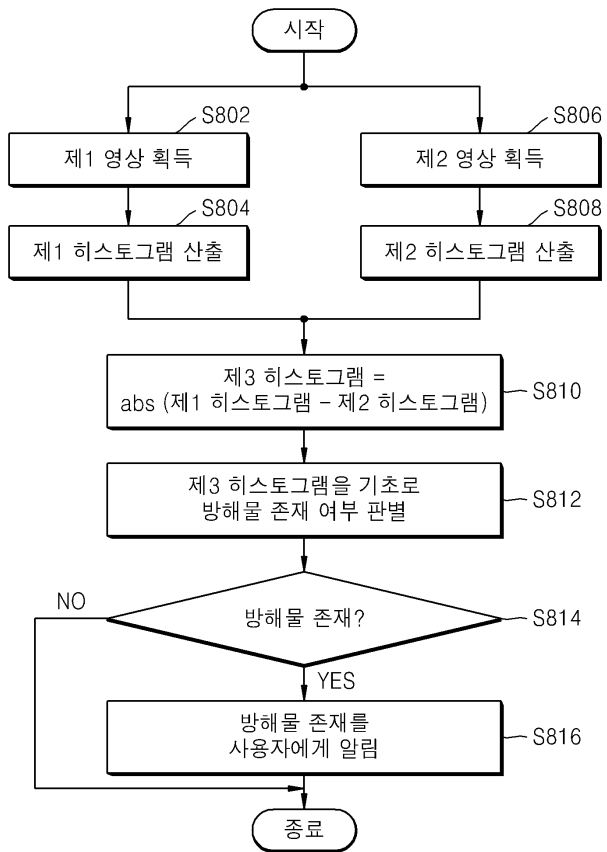 시작
S802
제1 영상 획득
S806
제2 영상 획득
S804
제1 히스토그램 산출
S808
제2 히스토그램 산출
제3 히스토그램 =
abs (제1 히스토그램 – 제2 히스토그램)
S810
제3 히스토그램을 기초로
방해물 존재 여부 판별
S812
NO
방해물 존재?
S814
YES
방해물 존재를
사용자에게 알림
S816
종료